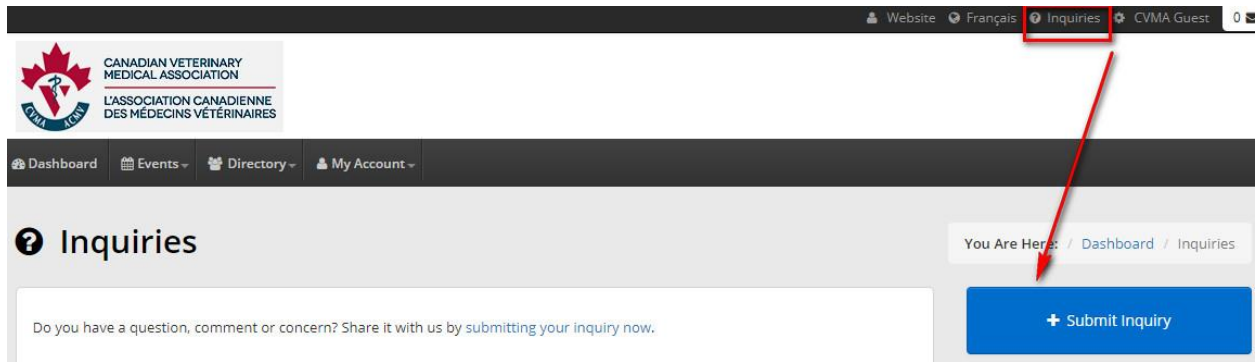 Website Français Inquiries CVMA Guest 0
CANADIAN VETERINARY
MEDICAL ASSOCIATION
L'ASSOCIATION CANADIENNE
DES MÉDECINS VÉTÉRINAIRES
CVMA ACMV
Dashboard Events Directory My Account
Inquiries
You Are Here: / Dashboard / Inquiries
Do you have a question, comment or concern? Share it with us by submitting your inquiry now.
+ Submit Inquiry